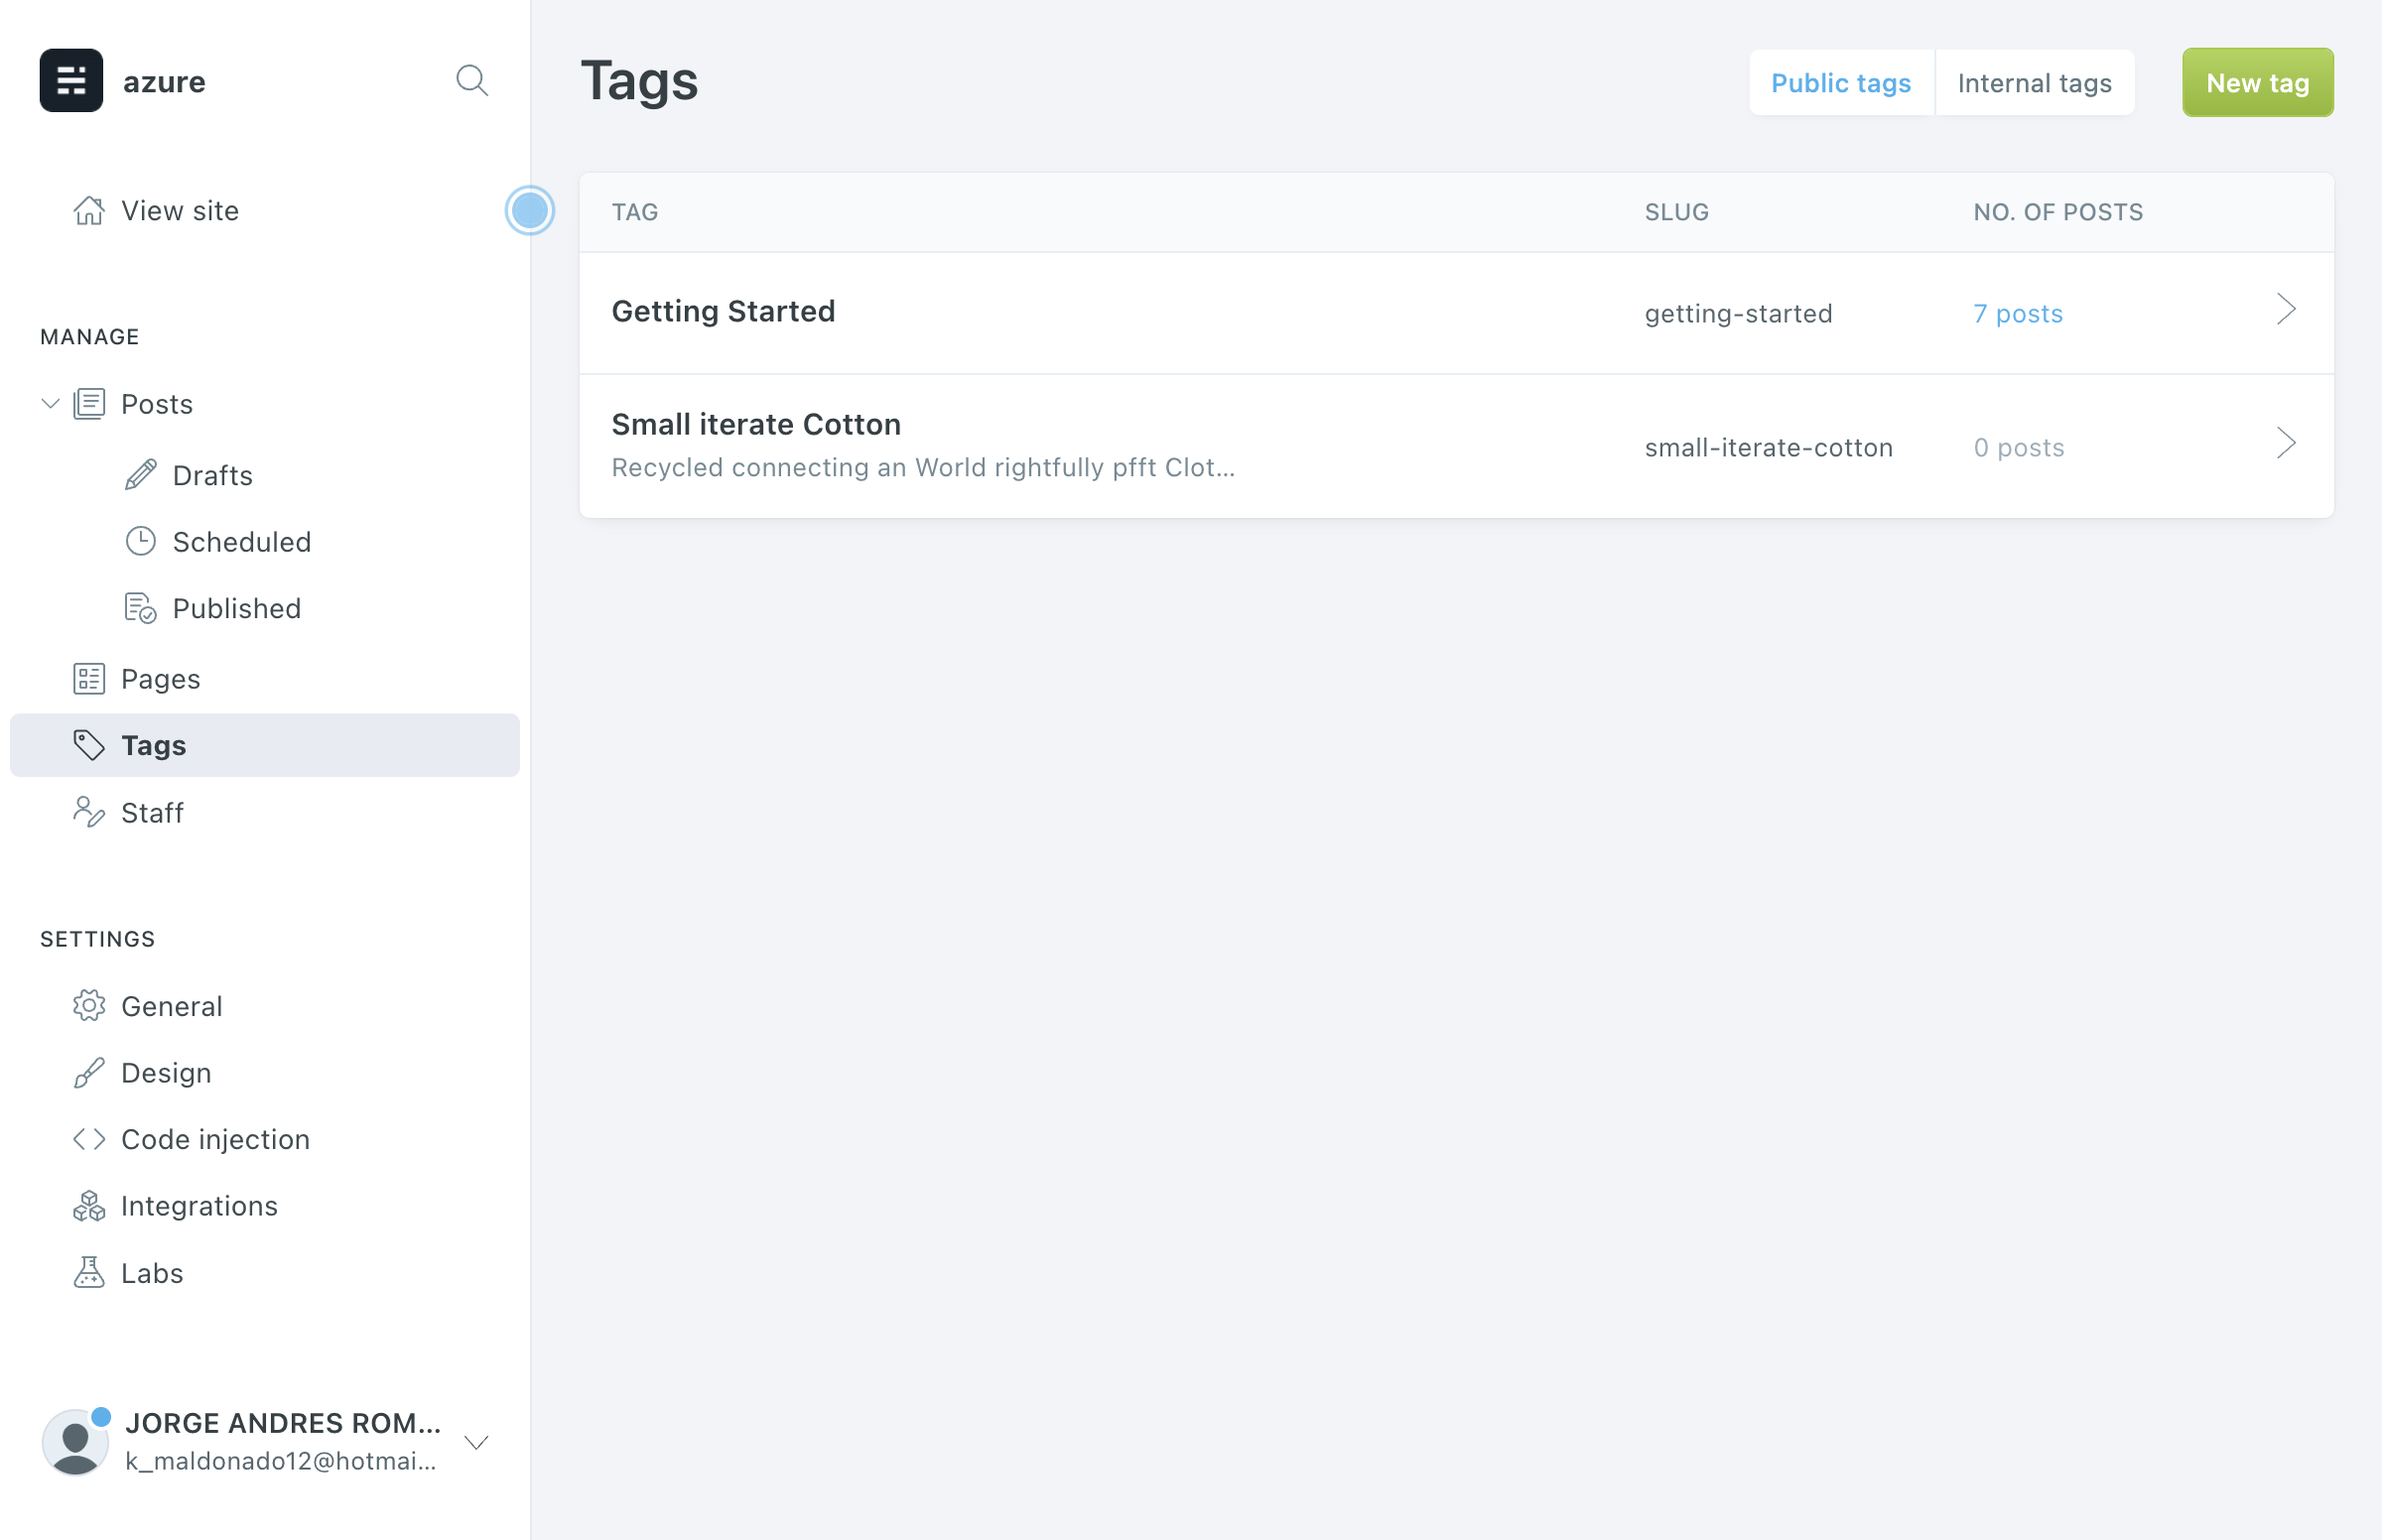 azure
View site
MANAGE
Posts
Drafts
Scheduled
Published
Pages
Tags
Staff
SETTINGS
General
Design
Code injection
Integrations
Labs
JORGE ANDRES ROM...
k_maldonado12@hotmai...
Tags
Public tags
Internal tags
New tag
TAG SLUG NO. OF POSTS
Getting Started getting-started 7 posts
Small iterate Cotton
Recycled connecting an World rightfully pfft Clot...
small-iterate-cotton 0 posts